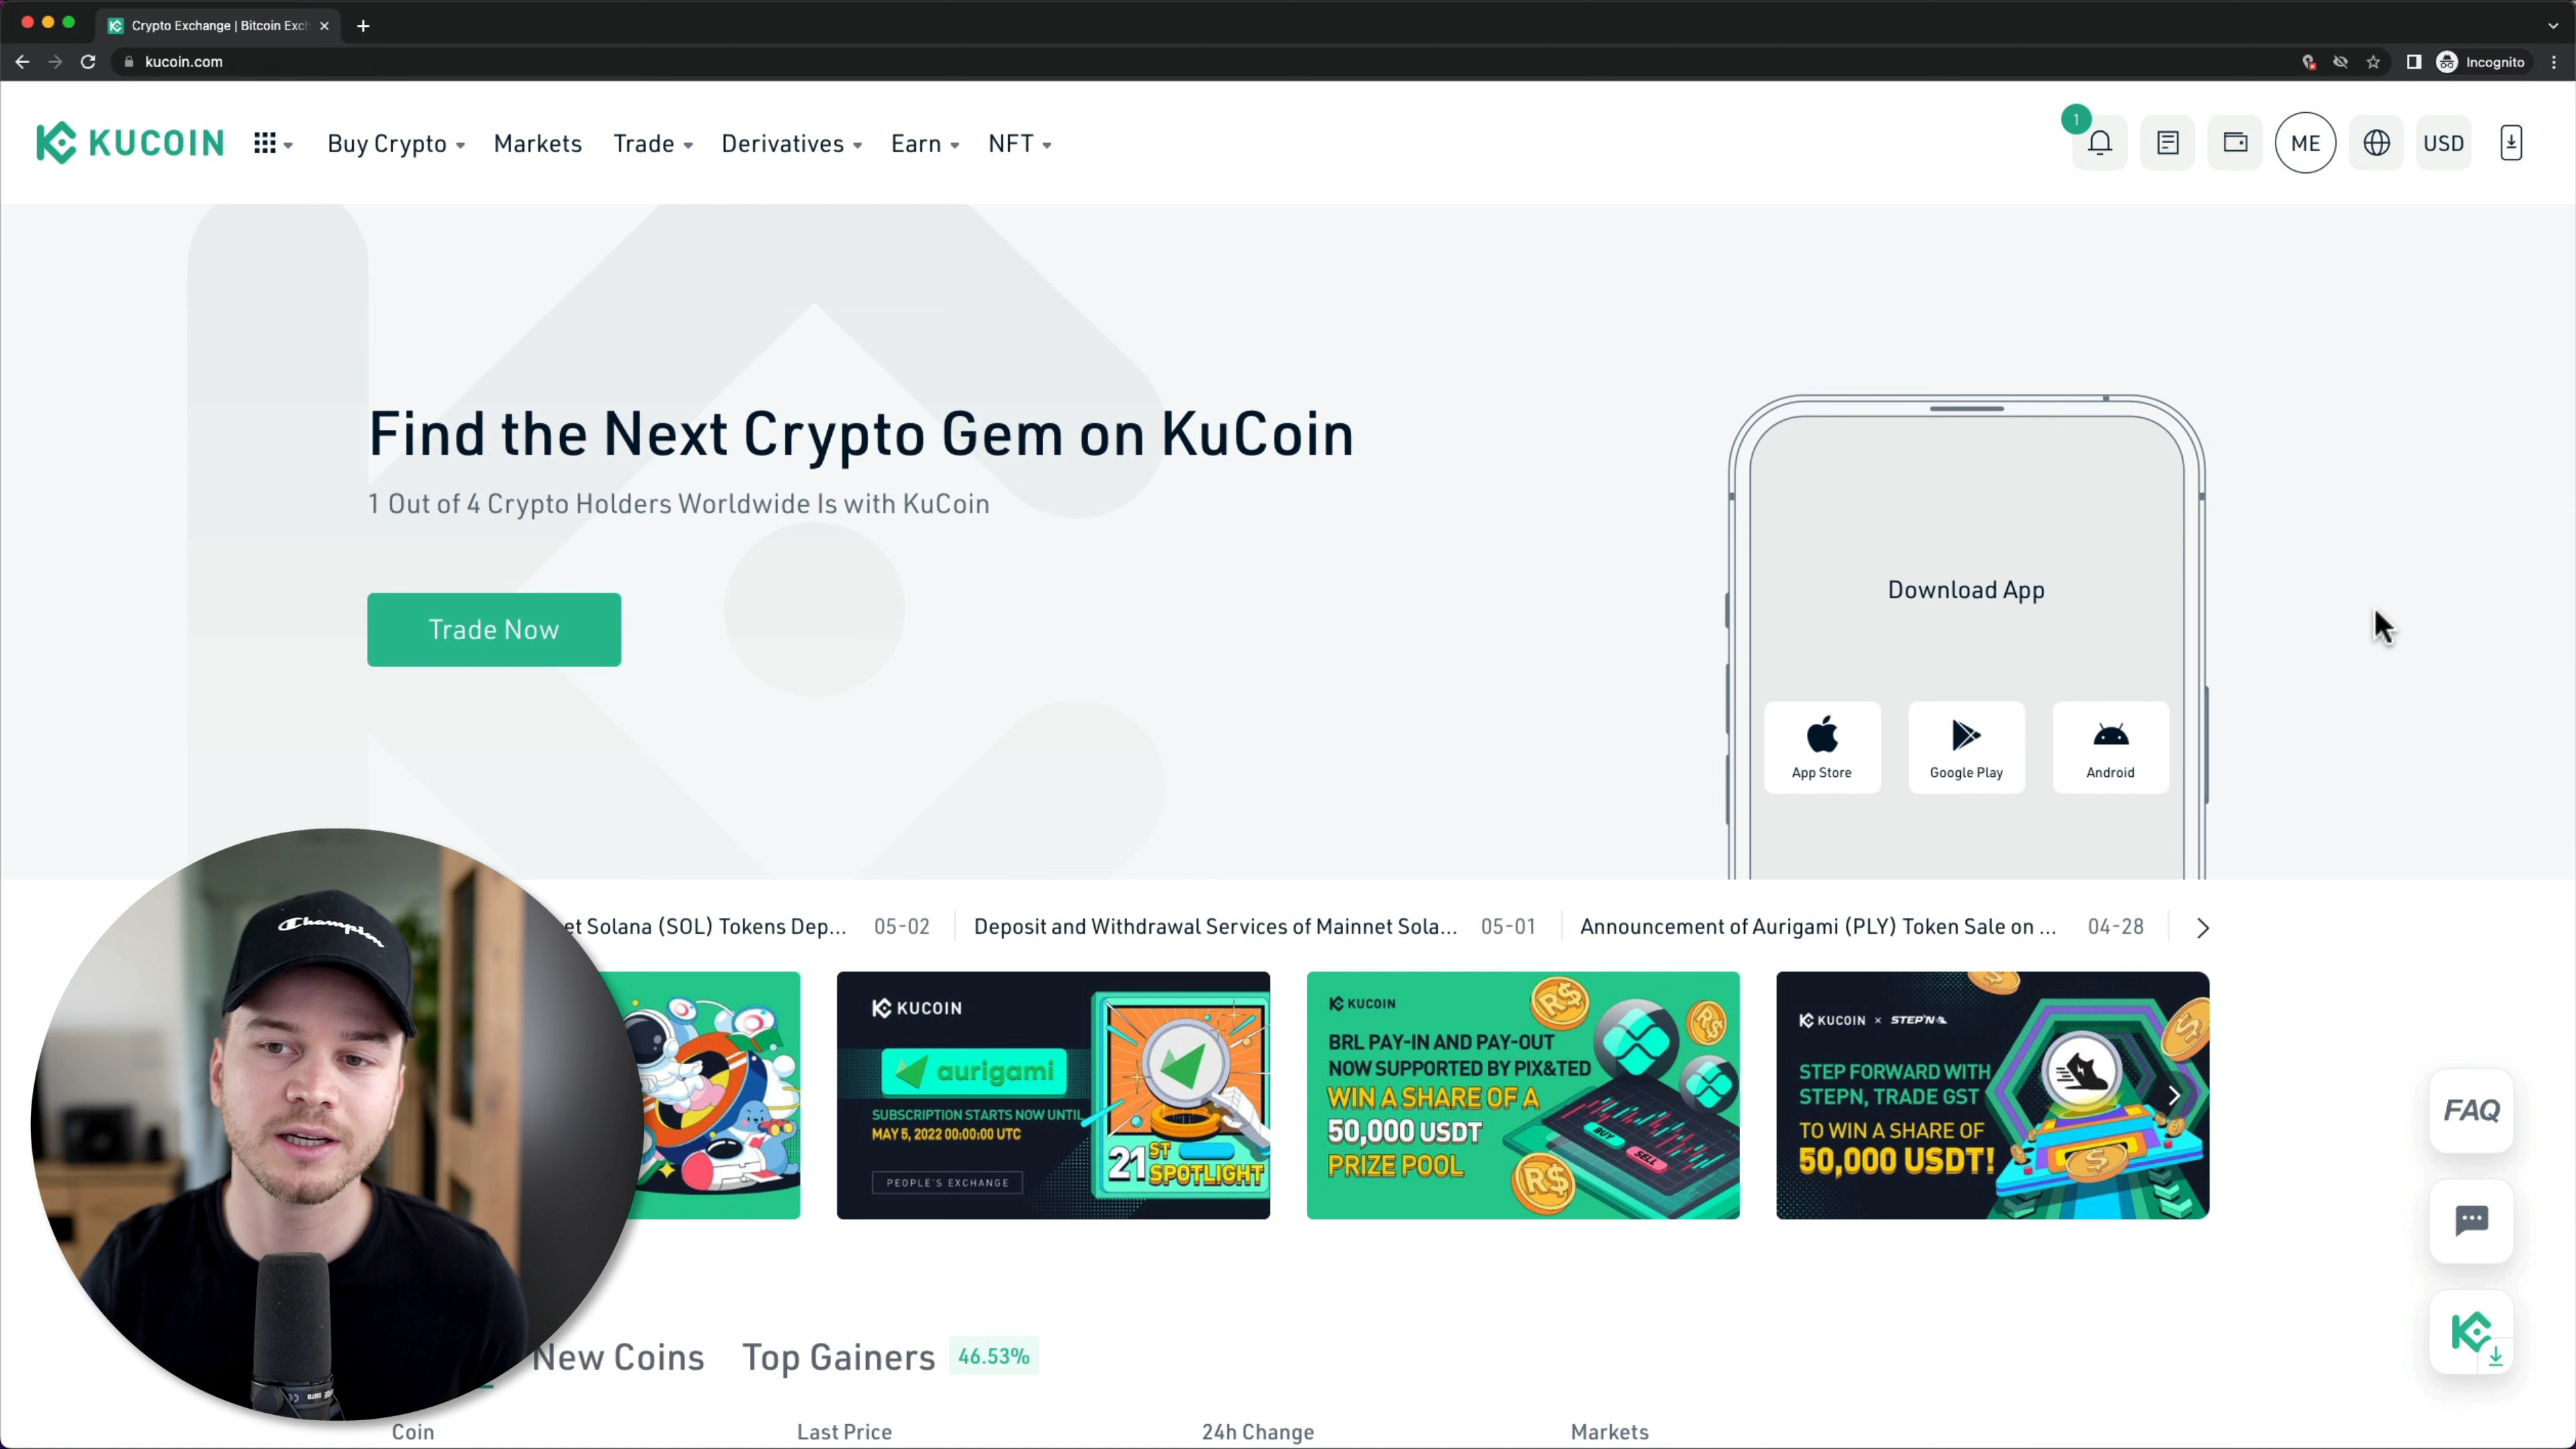 Crypto Exchange | Bitcoin Exch
kucoin.com
Incognito
KUCOIN
Buy Crypto
Markets
Trade
Derivatives
Earn
NFT
1
ME
USD
Find the Next Crypto Gem on KuCoin
1 Out of 4 Crypto Holders Worldwide Is with KuCoin
Trade Now
Download App
App Store
Google Play
Android
Champion
et Solana (SOL) Tokens Dep... 05-02
Deposit and Withdrawal Services of Mainnet Sola... 05-01
Announcement of Aurigami (PLY) Token Sale on ... 04-28
KUCOIN
aurigami
SUBSCRIPTION STARTS NOW UNTIL
MAY 5, 2022 00:00:00 UTC
PEOPLE'S EXCHANGE
21ST
SPOTLIGHT
KUCOIN
BRL PAY-IN AND PAY-OUT
NOW SUPPORTED BY PIX&TED
WIN A SHARE OF A
50,000 USDT
PRIZE POOL
R$
R$
R$
BUY
SELL
KUCOIN × STEP'N
STEP FORWARD WITH
STEPN, TRADE GST
TO WIN A SHARE OF
50,000 USDT!
FAQ
New Coins
Top Gainers
46.53%
Coin
Last Price
24h Change
Markets